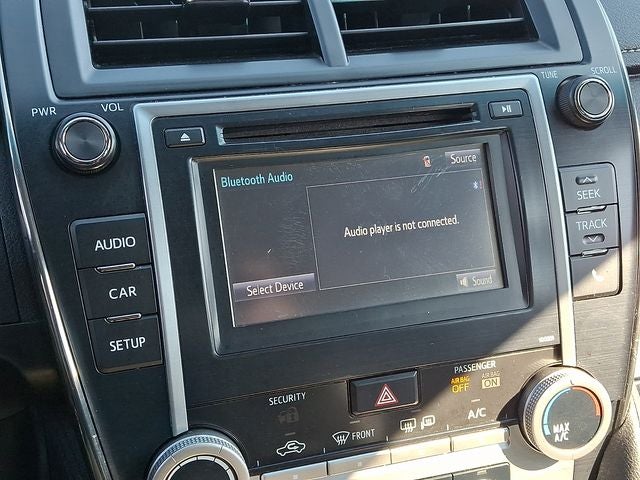 PWR
VOL
TUNE
SCROLL
Bluetooth Audio
Source
Audio player is not connected.
Select Device
Sound
AUDIO
CAR
SETUP
SEEK
TRACK
SECURITY
PASSENGER
AIR BAG
OFF
AIR BAG
ON
FRONT
A/C
MAX
A/C